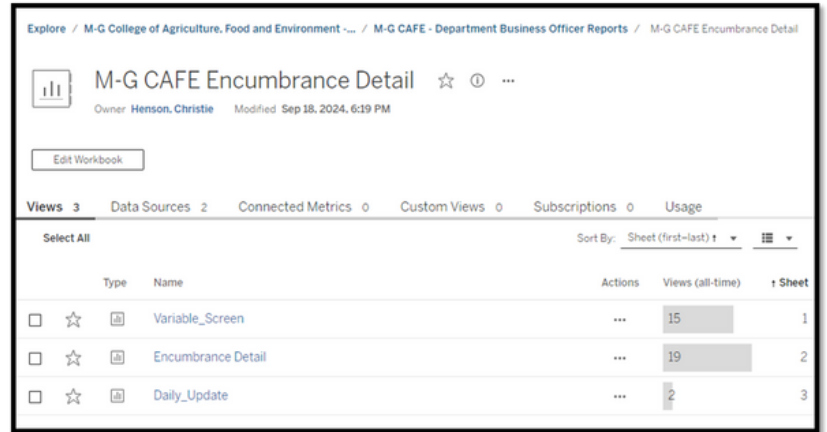 Explore / M-G College of Agriculture, Food and Environment -... / M-G CAFE - Department Business Officer Reports / M-G CAFE Encumbrance Detail
M-G CAFE Encumbrance Detail
Owner Henson, Christie Modified Sep 18, 2024, 6:19 PM
Edit Workbook
Views 3 Data Sources 2 Connected Metrics 0 Custom Views 0 Subscriptions 0 Usage
Select All Sort By: Sheet (first–last) ↑
Type Name Actions Views (all-time) ↑ Sheet
Variable_Screen ... 15 1
Encumbrance Detail ... 19 2
Daily_Update ... 2 3